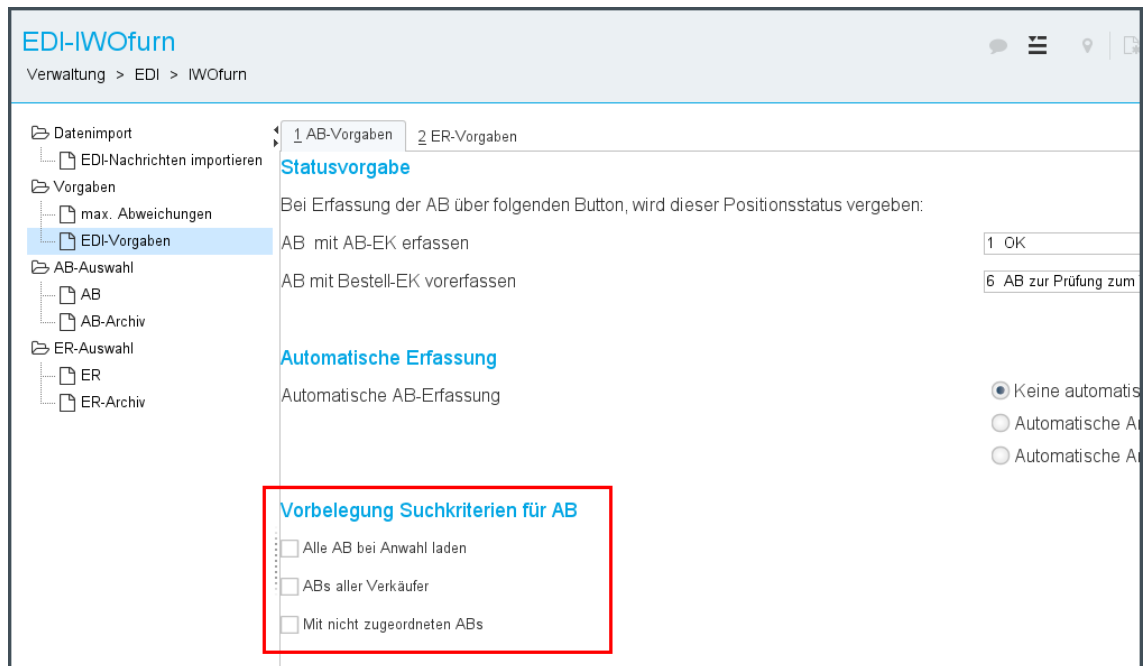 EDI-IWOfurn
Verwaltung > EDI > IWOfurn
Datenimport
EDI-Nachrichten importieren
Vorgaben
max. Abweichungen
EDI-Vorgaben
AB-Auswahl
AB
AB-Archiv
ER-Auswahl
ER
ER-Archiv
1 AB-Vorgaben 2 ER-Vorgaben
Statusvorgabe
Bei Erfassung der AB über folgenden Button, wird dieser Positionsstatus vergeben:
AB mit AB-EK erfassen 1 OK
AB mit Bestell-EK vorerfassen 6 AB zur Prüfung zum
Automatische Erfassung
Automatische AB-Erfassung Keine automatis
Automatische
Automatische
Vorbelegung Suchkriterien für AB
Alle AB bei Anwahl laden
ABs aller Verkäufer
Mit nicht zugeordneten ABs